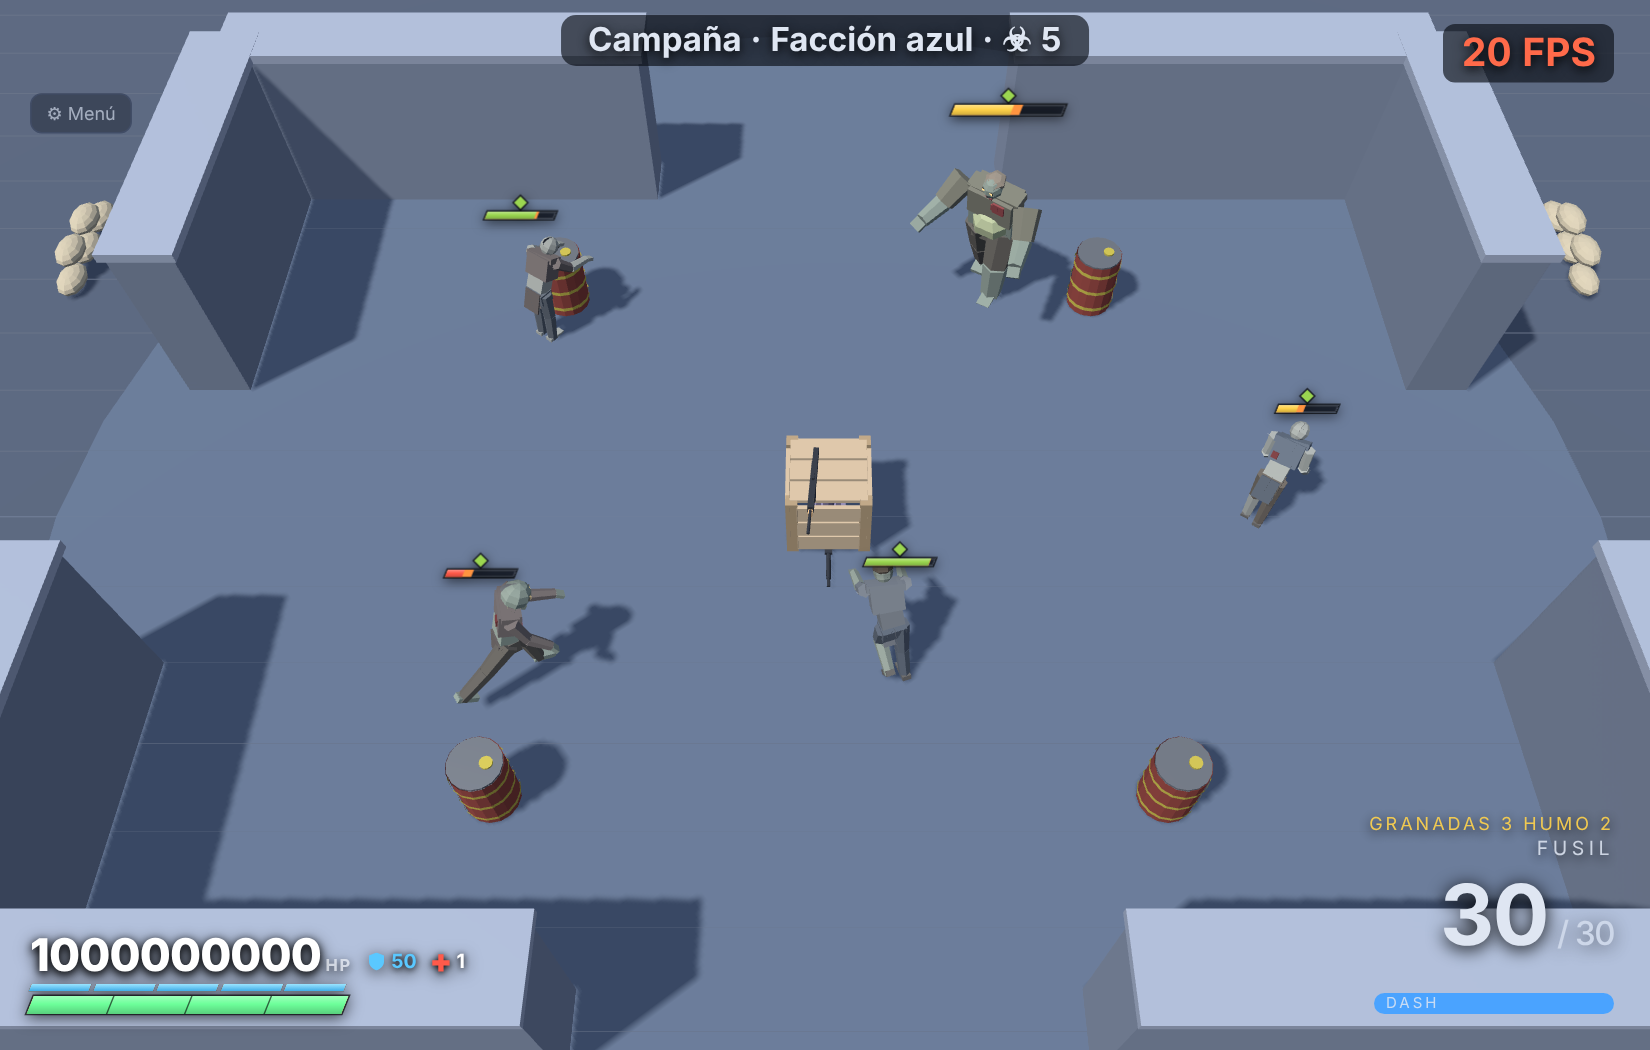 Campaña · Facción azul · ☣ 5
20 FPS
⚙ Menú
GRANADAS 3 HUMO 2
FUSIL
30 / 30
1000000000 HP 50 1
DASH